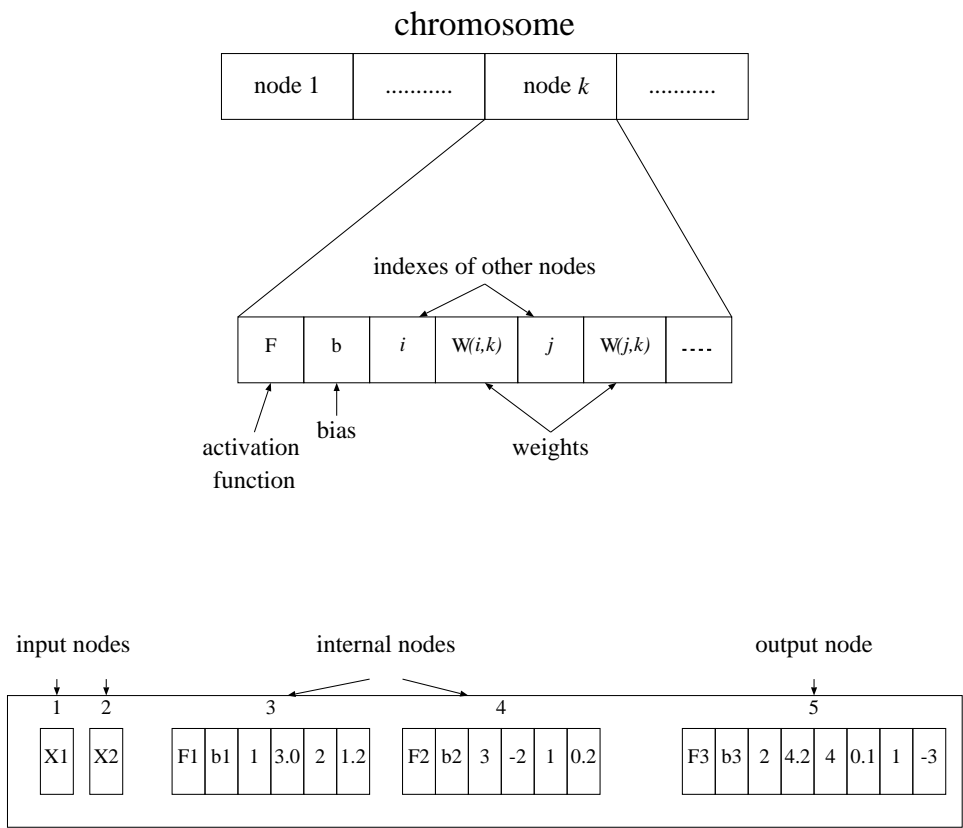 chromosome
node 1 ........... node k ...........
indexes of other nodes
F b i W(i,k) j W(j,k) ----
bias
activation
function
weights
input nodes internal nodes output node
1 2 3 4 5
X1 X2 F1 b1 1 3.0 2 1.2 F2 b2 3 -2 1 0.2 F3 b3 2 4.2 4 0.1 1 -3